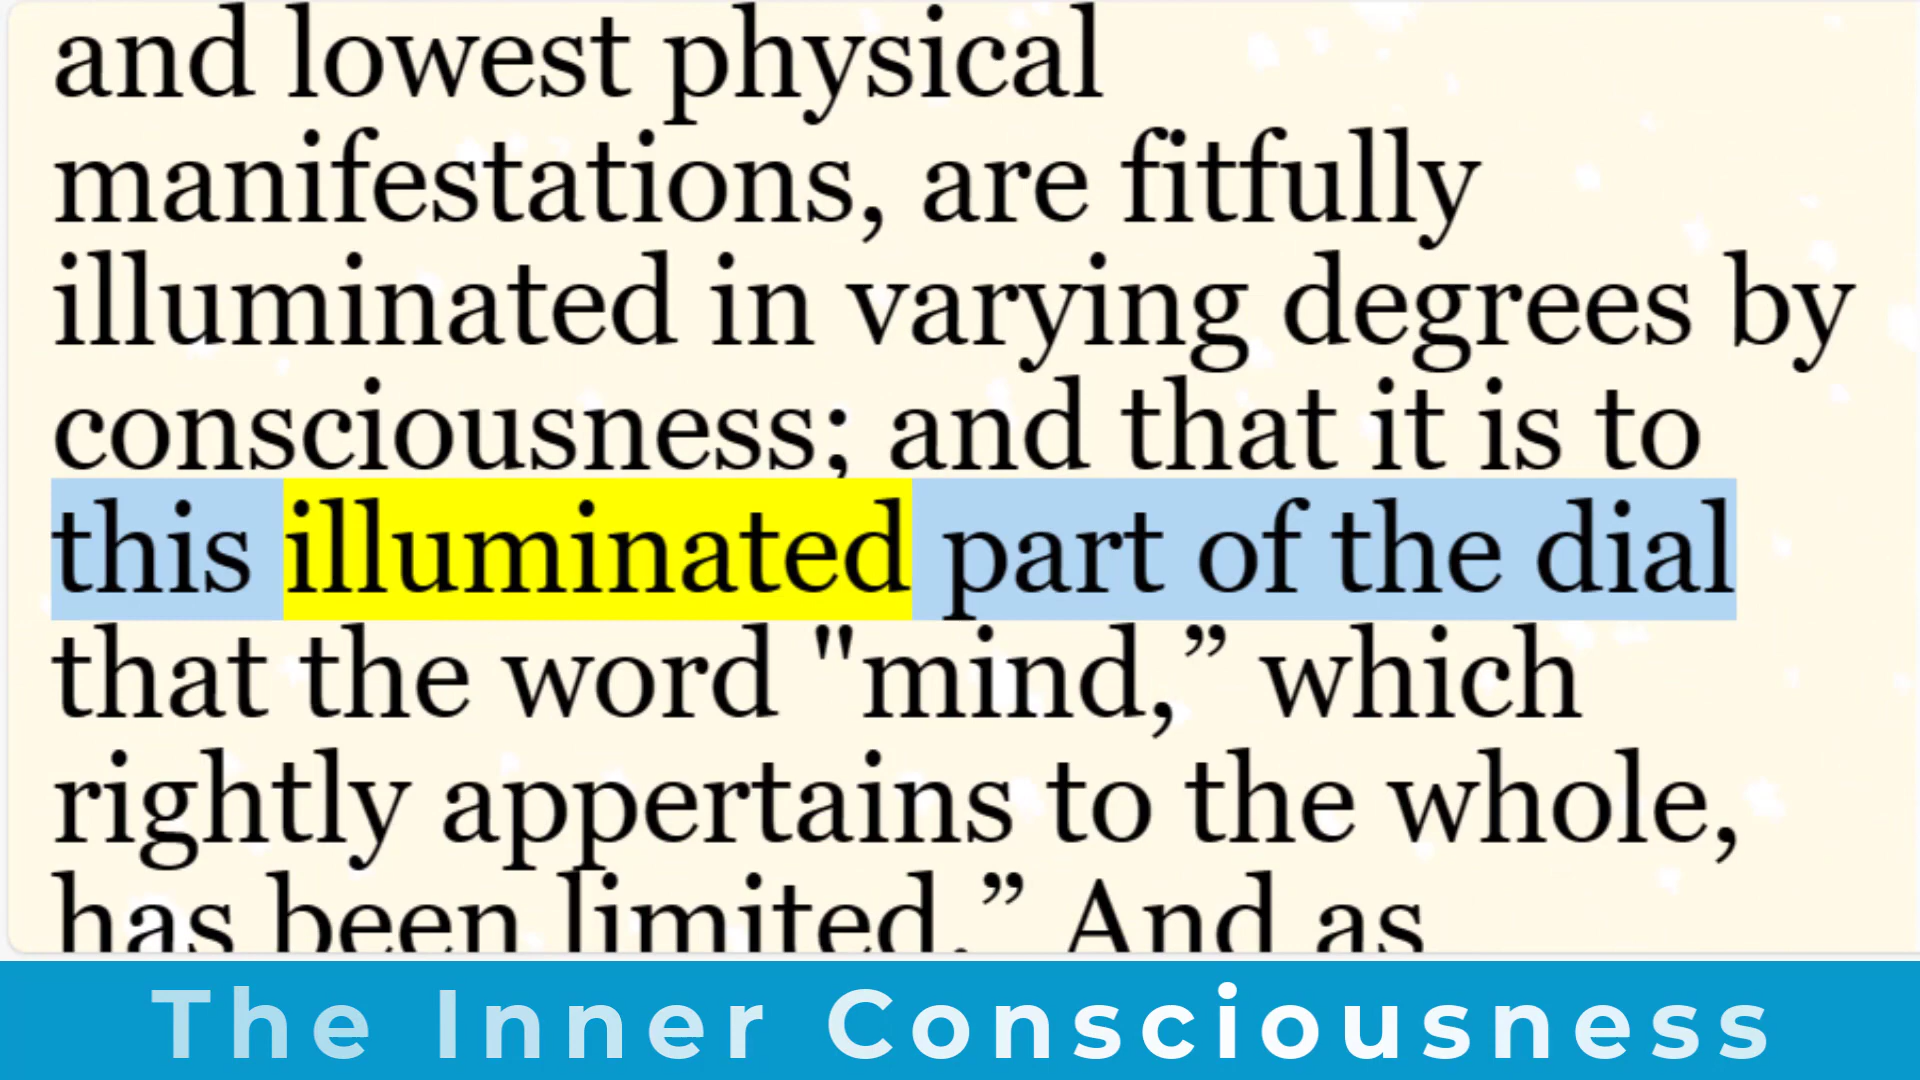 and lowest physical
manifestations, are fitfully
illuminated in varying degrees by
consciousness; and that it is to
this illuminated part of the dial
that the word "mind,” which
rightly appertains to the whole,
has been limited.” And as
The Inner Consciousness